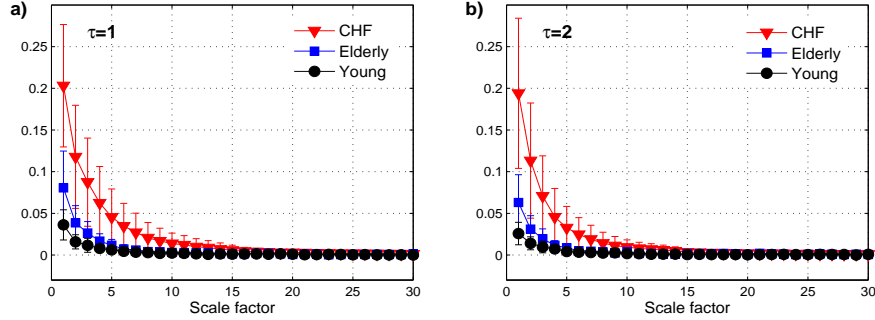 a)
τ=1
CHF
Elderly
Young
0.25
0.2
0.15
0.1
0.05
0
0 5 10 15 20 25 30
Scale factor
b)
τ=2
CHF
Elderly
Young
0.25
0.2
0.15
0.1
0.05
0
0 5 10 15 20 25 30
Scale factor